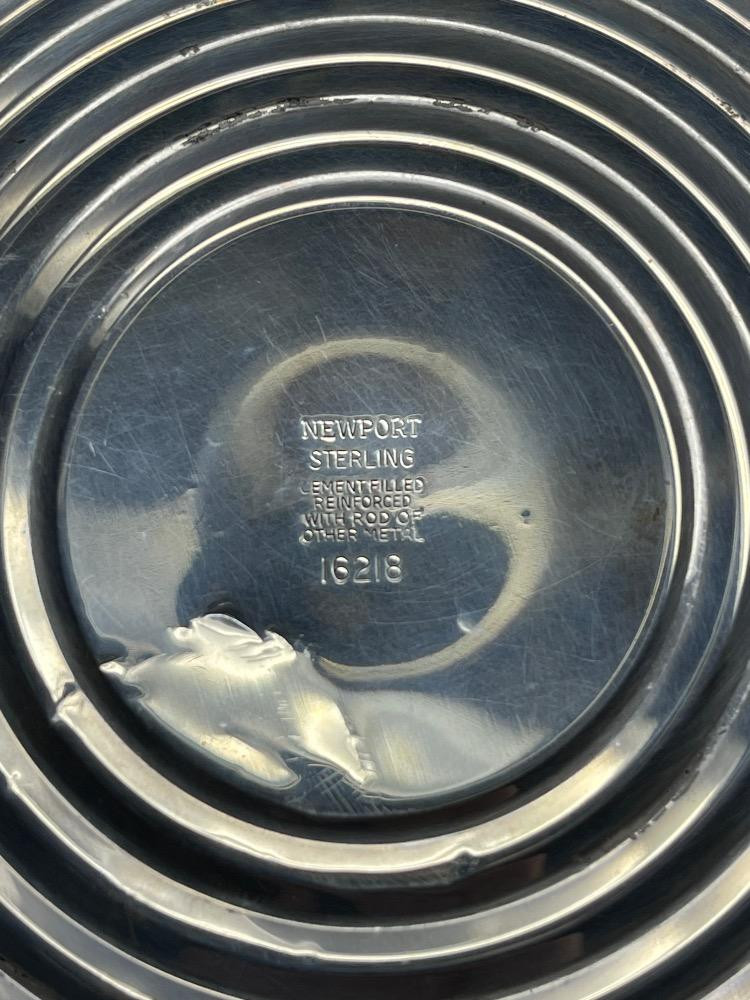 NEWPORT
STERLING
CEMENT FILLED
REINFORCED
WITH ROD OF
OTHER METAL
16218